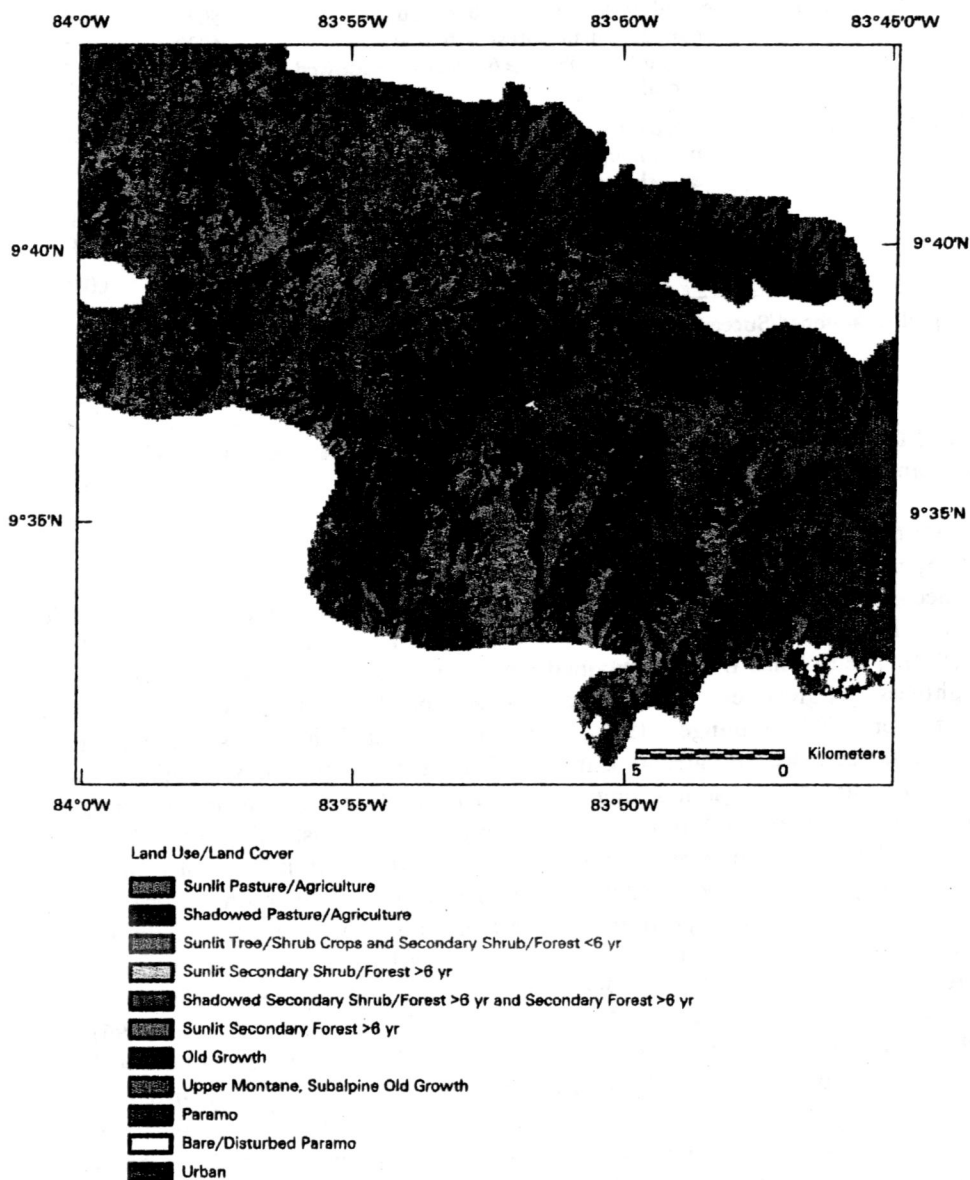 84°0'W 83°55'W 83°50'W 83°45'0"W
9°40'N 9°40'N
9°35'N 9°35'N
Kilometers
5 0
84°0'W 83°55'W 83°50'W
Land Use/Land Cover
Sunlit Pasture/Agriculture
Shadowed Pasture/Agriculture
Sunlit Tree/Shrub Crops and Secondary Shrub/Forest <6 yr
Sunlit Secondary Shrub/Forest >6 yr
Shadowed Secondary Shrub/Forest >6 yr and Secondary Forest >6 yr
Sunlit Secondary Forest >6 yr
Old Growth
Upper Montane, Subalpine Old Growth
Paramo
Bare/Disturbed Paramo
Urban